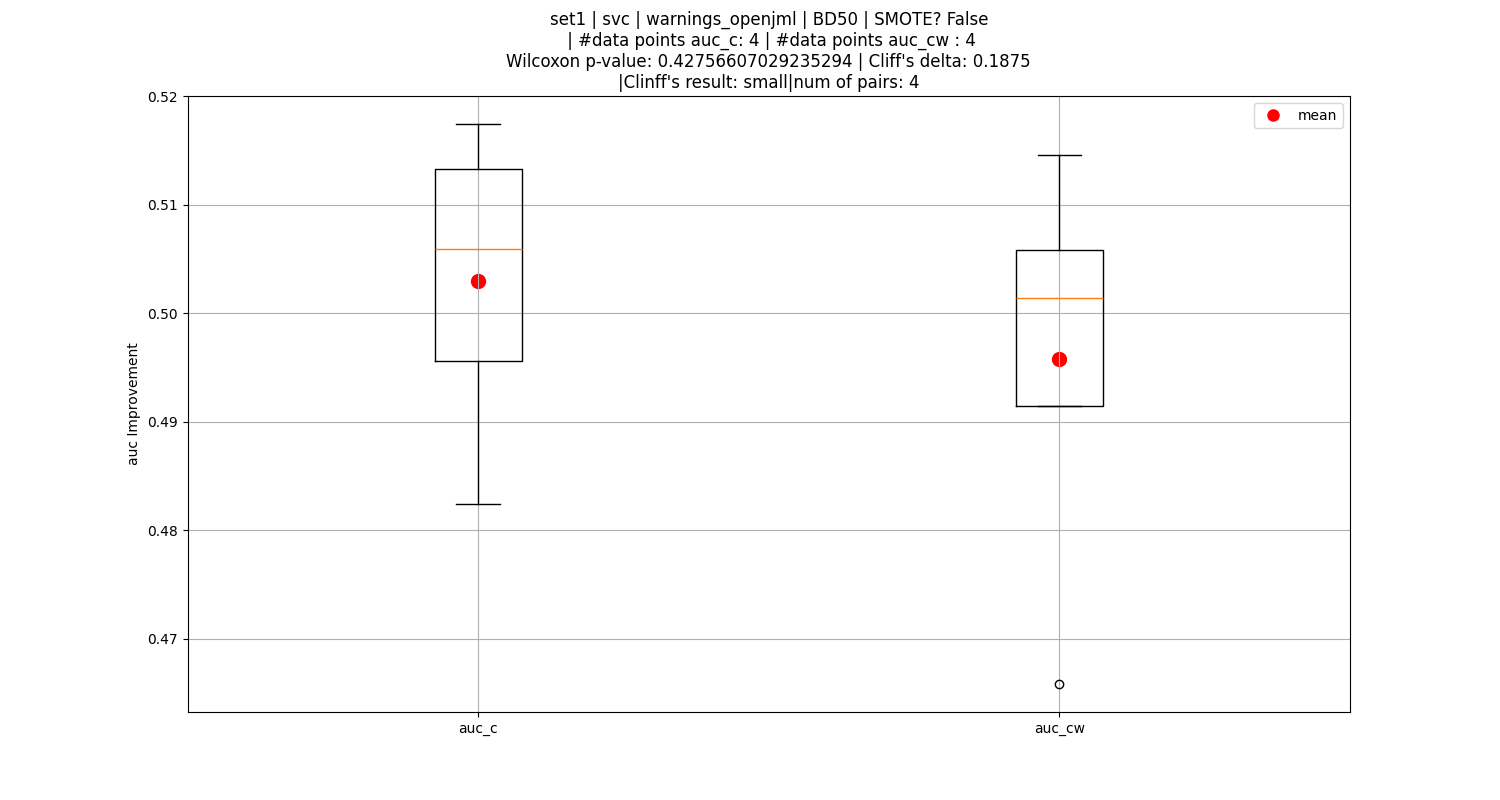 set1 | svc | warnings_openjml | BD50 | SMOTE? False
| #data points auc_c: 4 | #data points auc_cw : 4
Wilcoxon p-value: 0.42756607029235294 | Cliff's delta: 0.1875
|Clinff's result: small|num of pairs: 4
mean
0.52
0.51
0.50
0.49
0.48
0.47
auc Improvement
auc_c
auc_cw